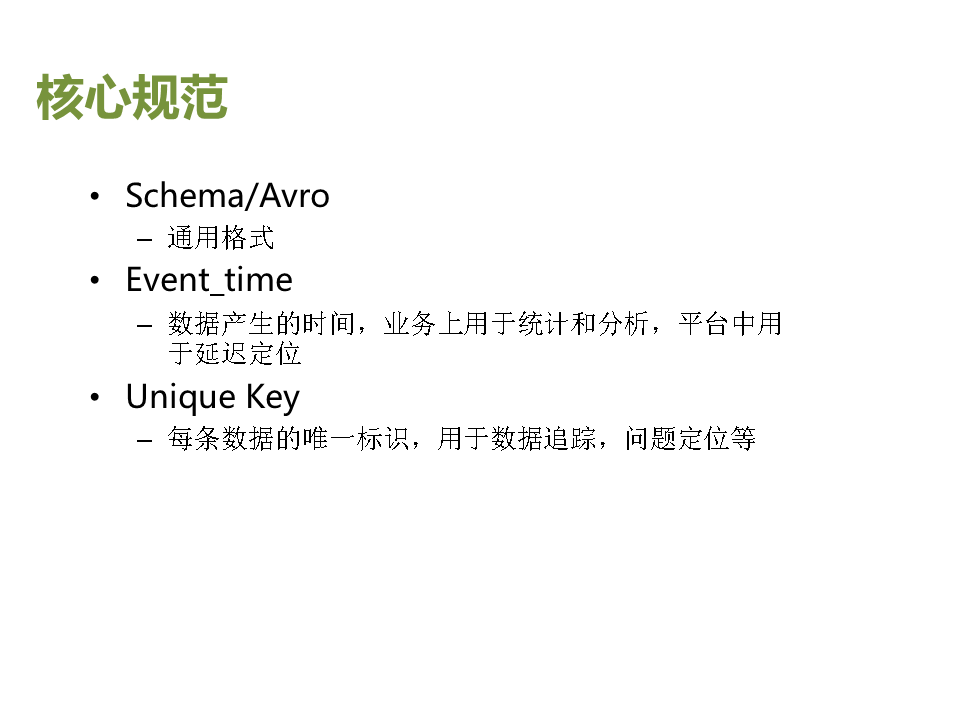 核心规范
• Schema/Avro
– 通用格式
• Event_time
– 数据产生的时间，业务上用于统计和分析，平台中用
于延迟定位
• Unique Key
– 每条数据的唯一标识，用于数据追踪，问题定位等